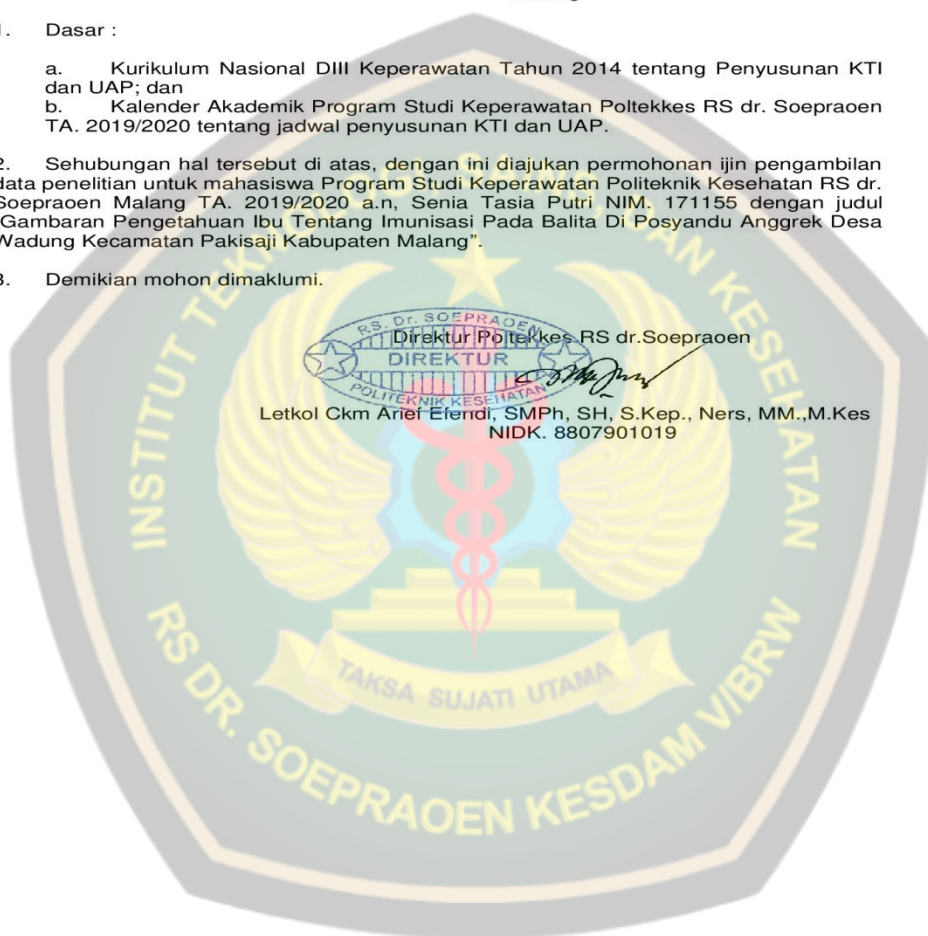 1. Dasar :
a. Kurikulum Nasional DIII Keperawatan Tahun 2014 tentang Penyusunan KTI
dan UAP; dan
b. Kalender Akademik Program Studi Keperawatan Poltekkes RS dr. Soepraoen
TA. 2019/2020 tentang jadwal penyusunan KTI dan UAP.
2. Sehubungan hal tersebut di atas, dengan ini diajukan permohonan ijin pengambilan
data penelitian untuk mahasiswa Program Studi Keperawatan Politeknik Kesehatan RS dr.
Soepraoen Malang TA. 2019/2020 a.n, Senia Tasia Putri NIM. 171155 dengan judul
"Gambaran Pengetahuan Ibu Tentang Imunisasi Pada Balita Di Posyandu Anggrek Desa
Wadung Kecamatan Pakisaji Kabupaten Malang".
3. Demikian mohon dimaklumi.
Direktur Poltekkes RS dr.Soepraoen
RS. Dr. SOEPRAOEN
DIREKTUR
POLITEKNIK KESEHATAN
Letkol Ckm Arief Efendi, SMPh, SH, S.Kep., Ners, MM.,M.Kes
NIDK. 8807901019
INSTITUT TEKNOLOGI, SAINS, DAN KESEHATAN
TAKSA SUJATI UTAMA
RS DR. SOEPRAOEN KESDAM V/BRW